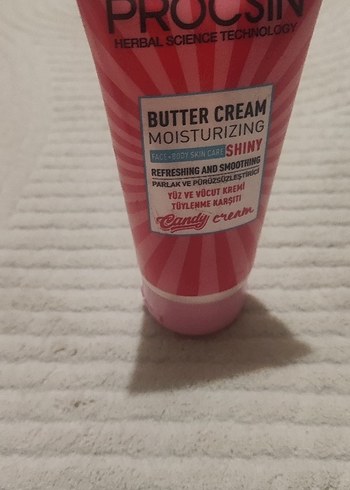 PROCSIN
HERBAL SCIENCE TECHNOLOGY
BUTTER CREAM
MOISTURIZING
FACE+BODY SKIN CARE SHINY
REFRESHING AND SMOOTHING
PARLAK VE PÜRÜZSÜZLEŞTİRİCİ
YÜZ VE VÜCUT KREMİ
TÜYLENME KARŞITI
Candy cream